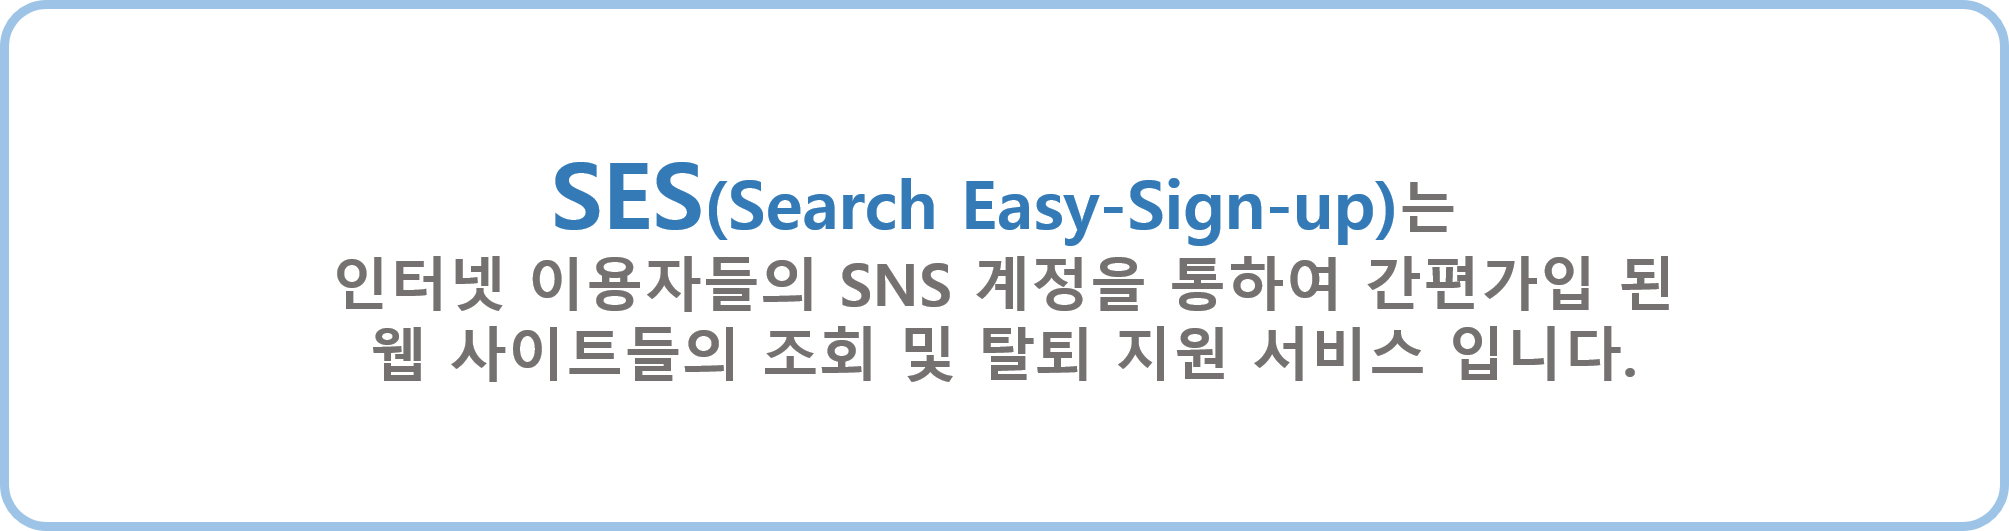 SES(Search Easy-Sign-up)는
인터넷 이용자들의 SNS 계정을 통하여 간편가입 된
웹 사이트들의 조회 및 탈퇴 지원 서비스 입니다.